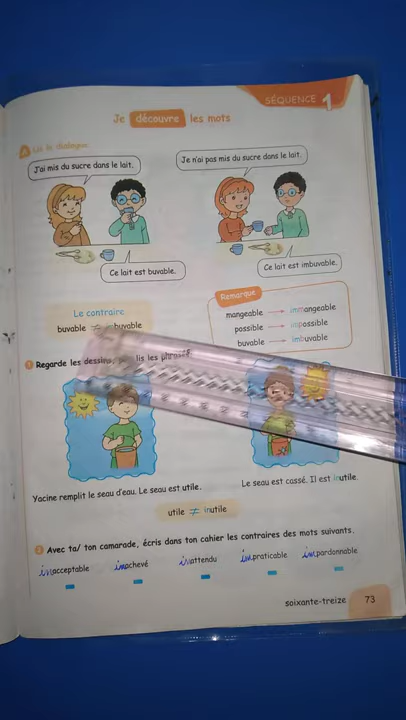 SÉQUENCE 1
Je découvre les mots
Lis le dialogue.
J'ai mis du sucre dans le lait.
Je n'ai pas mis du sucre dans le lait.
Ce lait est buvable.
Ce lait est imbuvable.
Le contraire
buvable ≠ buvable
Remarque
mangeable → immangeable
possible → impossible
buvable → imbuvable
1 Regarde les dessins, lis les phrases.
Yacine remplit le seau d'eau. Le seau est utile.
Le seau est cassé. Il est inutile.
utile ≠ inutile
2 Avec ta/ ton camarade, écris dans ton cahier les contraires des mots suivants.
inacceptable inachevé inattendu impraticable impardonnable
soixante-treize 73